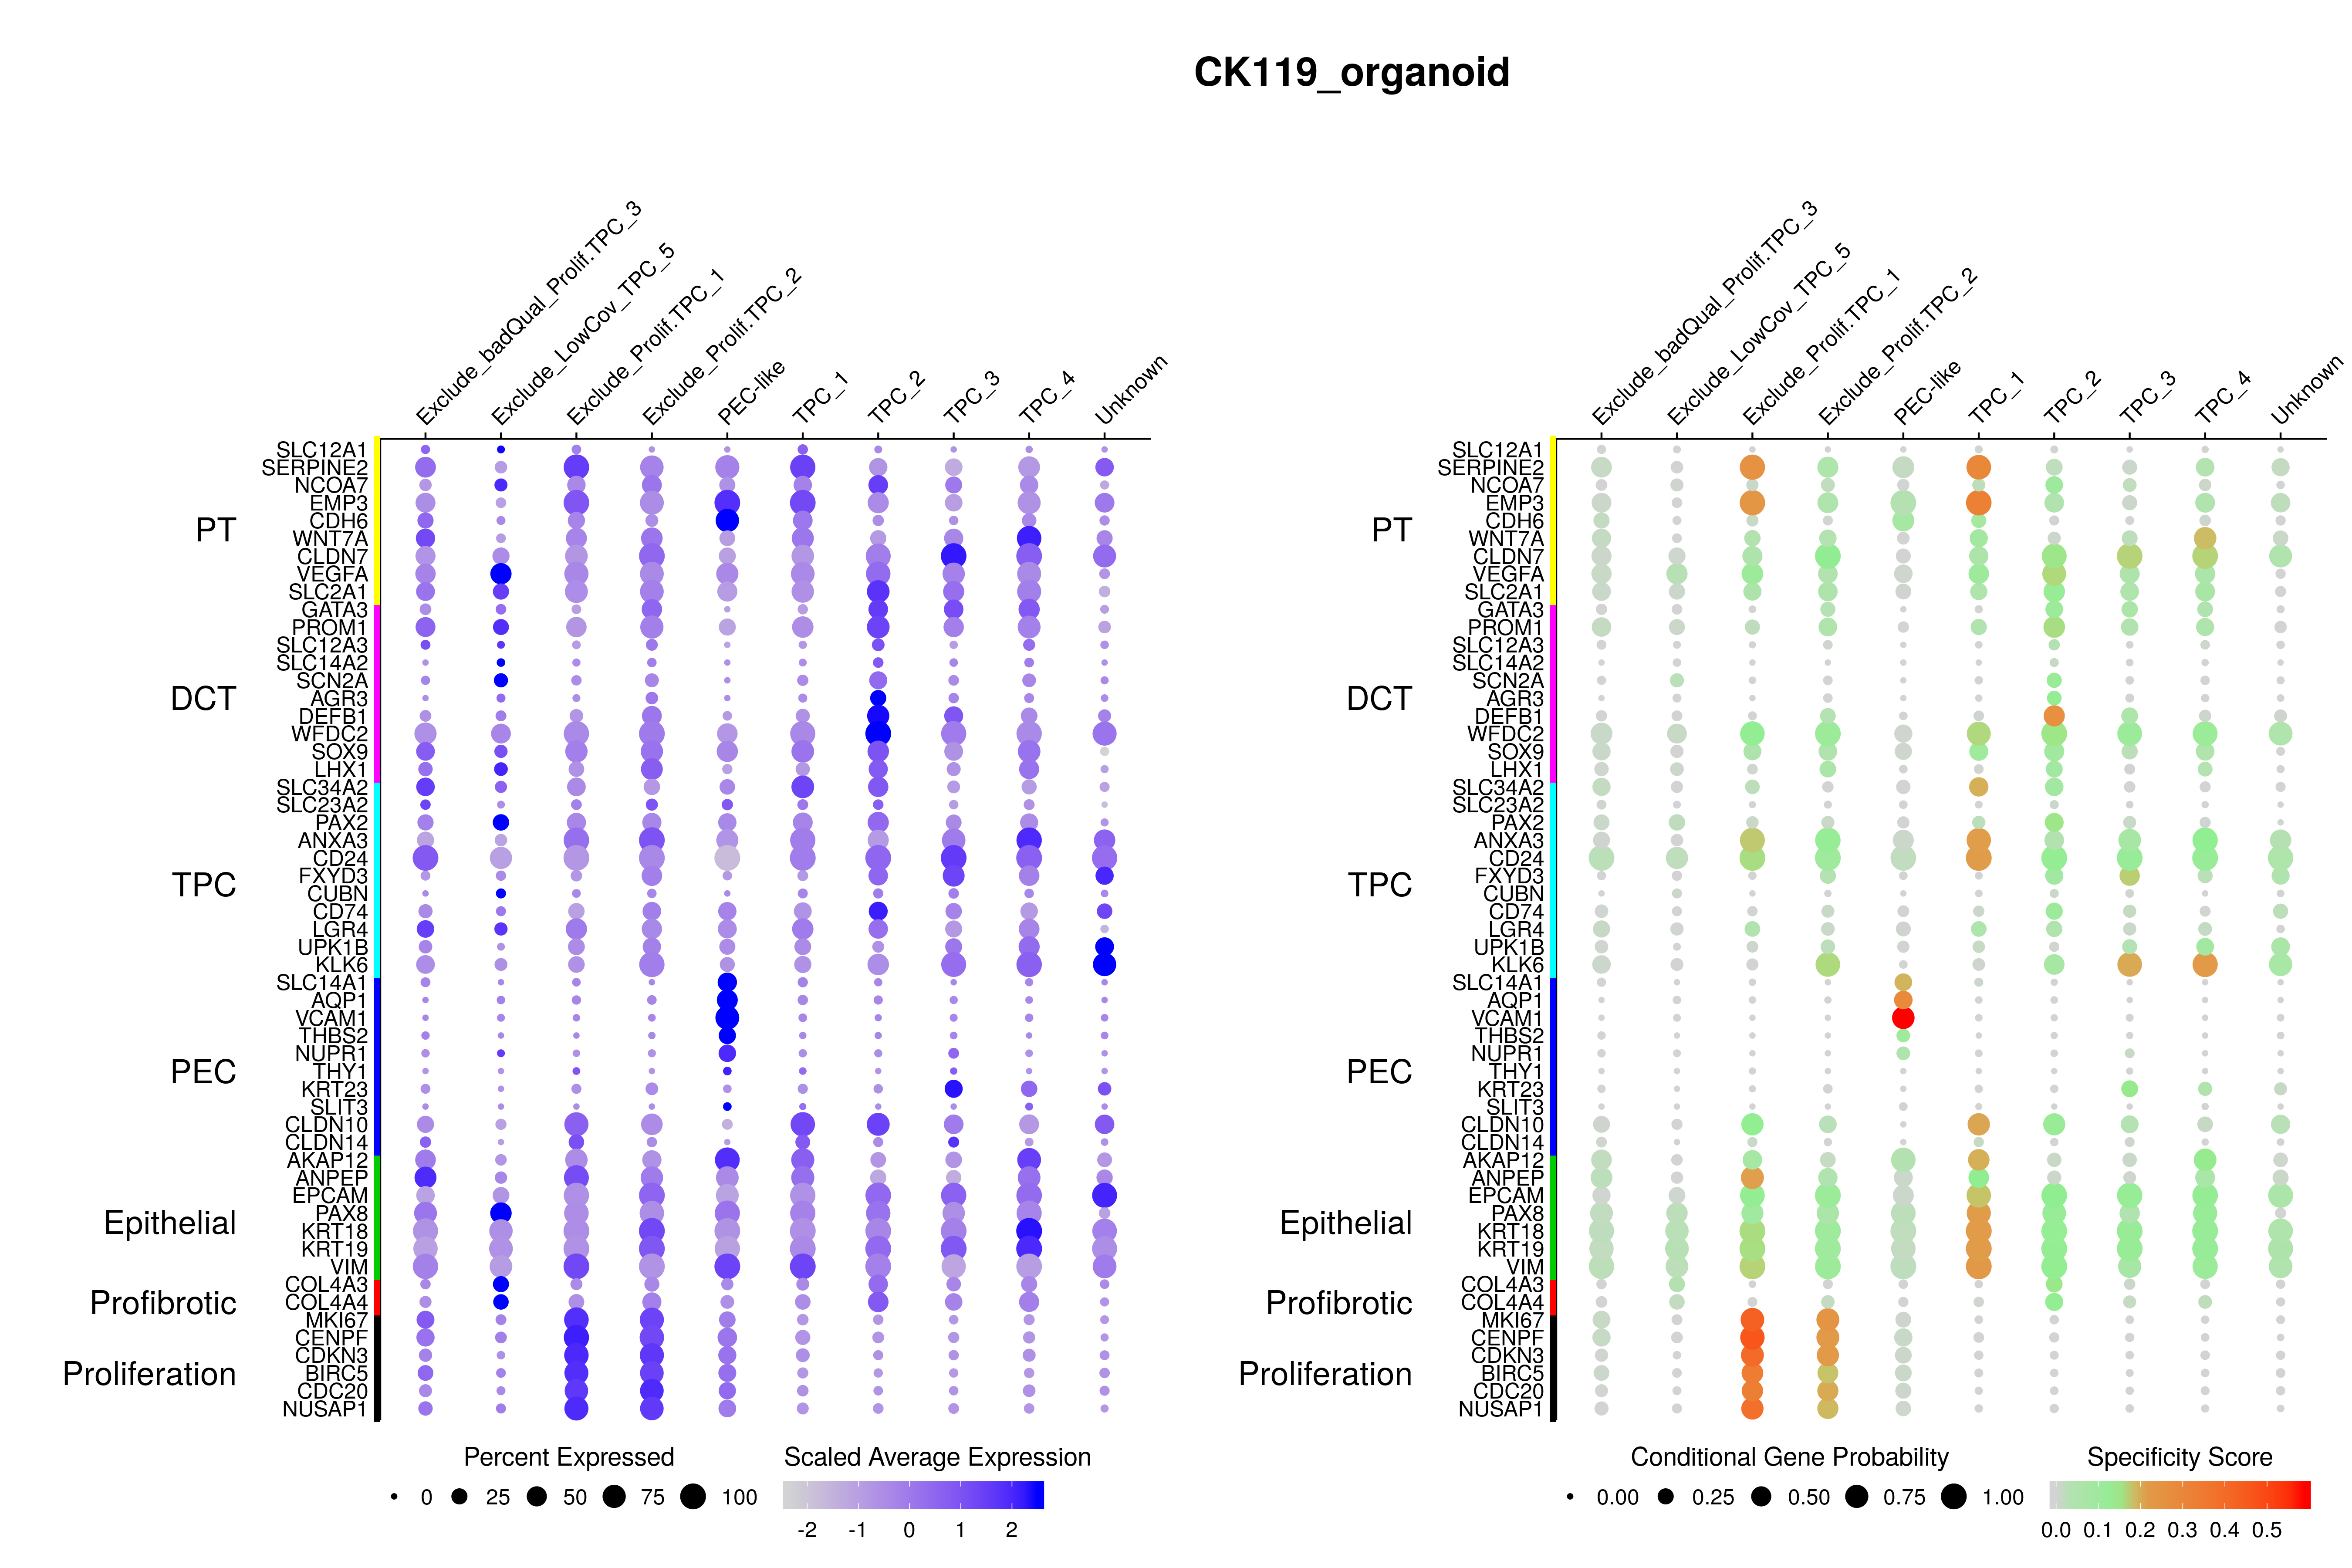 CK119_organoid
Exclude_badQual_Prolif.TPC_3
Exclude_LowCov_TPC_5
Exclude_Prolif.TPC_1
Exclude_Prolif.TPC_2
PEC-like
TPC_1
TPC_2
TPC_3
TPC_4
Unknown
PT
DCT
TPC
PEC
Epithelial
Profibrotic
Proliferation
SLC12A1
SERPINE2
NCOA7
EMP3
CDH6
WNT7A
CLDN7
VEGFA
SLC2A1
GATA3
PROM1
SLC12A3
SLC14A2
SCN2A
AGR3
DEFB1
WFDC2
SOX9
LHX1
SLC34A2
SLC23A2
PAX2
ANXA3
CD24
FXYD3
CUBN
CD74
LGR4
UPK1B
KLK6
SLC14A1
AQP1
VCAM1
THBS2
NUPR1
THY1
KRT23
SLIT3
CLDN10
CLDN14
AKAP12
ANPEP
EPCAM
PAX8
KRT18
KRT19
VIM
COL4A3
COL4A4
MKI67
CENPF
CDKN3
BIRC5
CDC20
NUSAP1
Percent Expressed
0 25 50 75 100
Scaled Average Expression
-2 -1 0 1 2
Exclude_badQual_Prolif.TPC_3
Exclude_LowCov_TPC_5
Exclude_Prolif.TPC_1
Exclude_Prolif.TPC_2
PEC-like
TPC_1
TPC_2
TPC_3
TPC_4
Unknown
PT
DCT
TPC
PEC
Epithelial
Profibrotic
Proliferation
SLC12A1
SERPINE2
NCOA7
EMP3
CDH6
WNT7A
CLDN7
VEGFA
SLC2A1
GATA3
PROM1
SLC12A3
SLC14A2
SCN2A
AGR3
DEFB1
WFDC2
SOX9
LHX1
SLC34A2
SLC23A2
PAX2
ANXA3
CD24
FXYD3
CUBN
CD74
LGR4
UPK1B
KLK6
SLC14A1
AQP1
VCAM1
THBS2
NUPR1
THY1
KRT23
SLIT3
CLDN10
CLDN14
AKAP12
ANPEP
EPCAM
PAX8
KRT18
KRT19
VIM
COL4A3
COL4A4
MKI67
CENPF
CDKN3
BIRC5
CDC20
NUSAP1
Conditional Gene Probability
0.00 0.25 0.50 0.75 1.00
Specificity Score
0.0 0.1 0.2 0.3 0.4 0.5